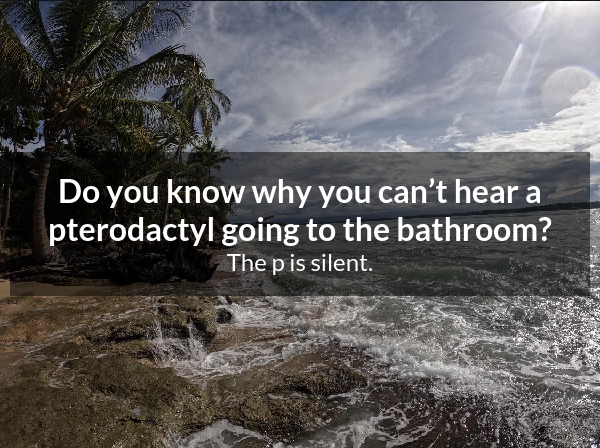 Do you know why you can’t hear a
pterodactyl going to the bathroom?
The p is silent.